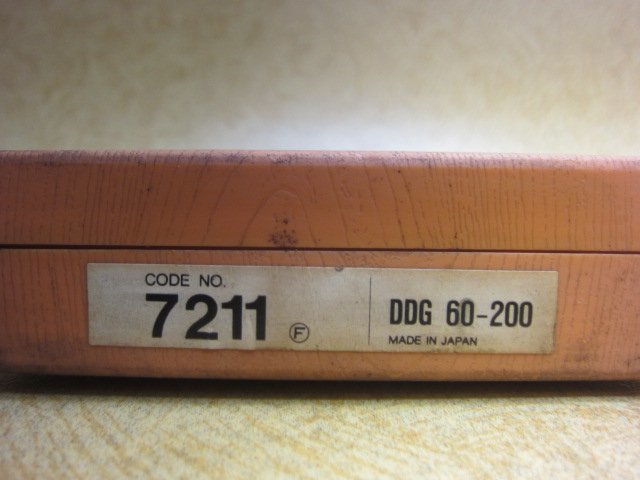 CODE NO.
7211 Ⓕ
DDG 60-200
MADE IN JAPAN